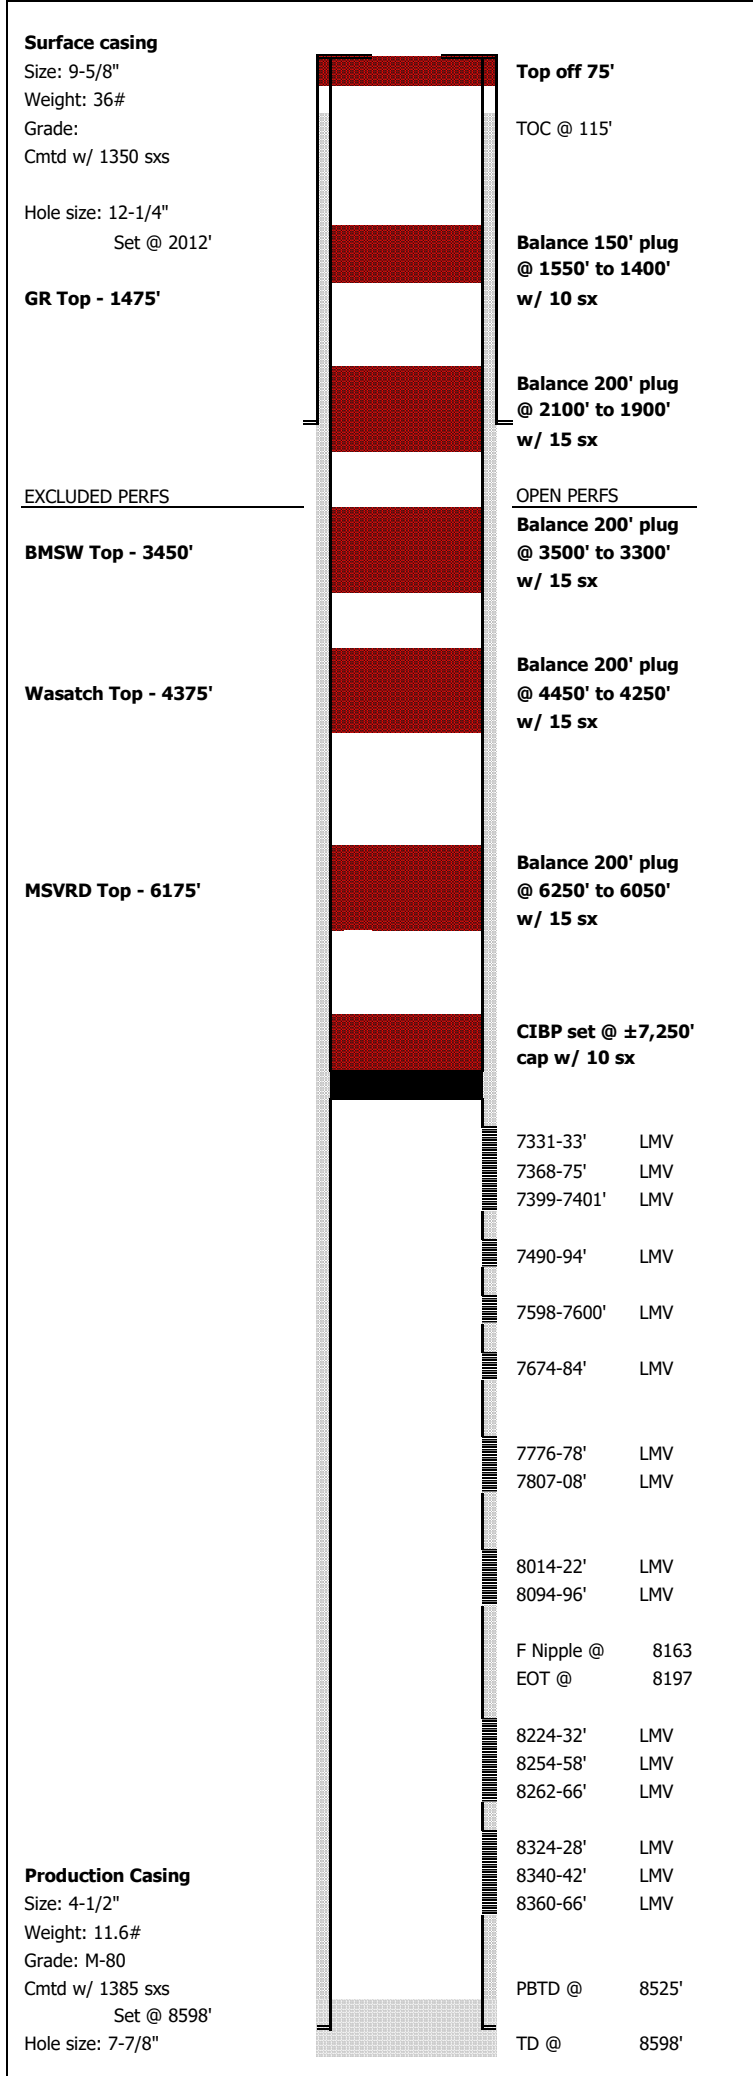 Surface casing
Size: 9-5/8"
Top off 75'
Weight: 36#
Grade:
TOC @ 115'
Cmtd w/ 1350 sxs
Hole size: 12-1/4"
Set @ 2012'
Balance 150' plug
@ 1550' to 1400'
GR Top - 1475'
w/ 10 sx
Balance 200' plug
@ 2100' to 1900'
w/ 15 sx
EXCLUDED PERFS
OPEN PERFS
Balance 200' plug
BMSW Top - 3450'
@ 3500' to 3300'
w/ 15 sx
Balance 200' plug
Wasatch Top - 4375'
@ 4450' to 4250'
w/ 15 sx
Balance 200' plug
MSVRD Top - 6175'
@ 6250' to 6050'
w/ 15 sx
CIBP set @ ±7,250'
cap w/ 10 sx
7331-33' LMV
7368-75' LMV
7399-7401' LMV
7490-94' LMV
7598-7600' LMV
7674-84' LMV
7776-78' LMV
7807-08' LMV
8014-22' LMV
8094-96' LMV
F Nipple @ 8163
EOT @ 8197
8224-32' LMV
8254-58' LMV
8262-66' LMV
8324-28' LMV
Production Casing
8340-42' LMV
Size: 4-1/2"
8360-66' LMV
Weight: 11.6#
Grade: M-80
Cmtd w/ 1385 sxs
PBTD @ 8525'
Set @ 8598'
Hole size: 7-7/8"
TD @ 8598'